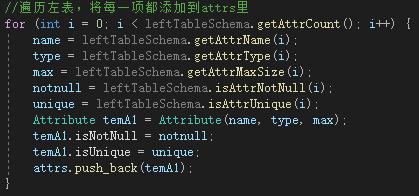 //遍历左表，将每一项都添加到attrs里
for (int i = 0; i < leftTableSchema.getAttrCount(); i++) {
name = leftTableSchema.getAttrName(i);
type = leftTableSchema.getAttrType(i);
max = leftTableSchema.getAttrMaxSize(i);
notnull = leftTableSchema.isAttrNotNull(i);
unique = leftTableSchema.isAttrUnique(i);
Attribute temA1 = Attribute(name, type, max);
temA1.isNotNull = notnull;
temA1.isUnique = unique;
attrs.push_back(temA1);
}